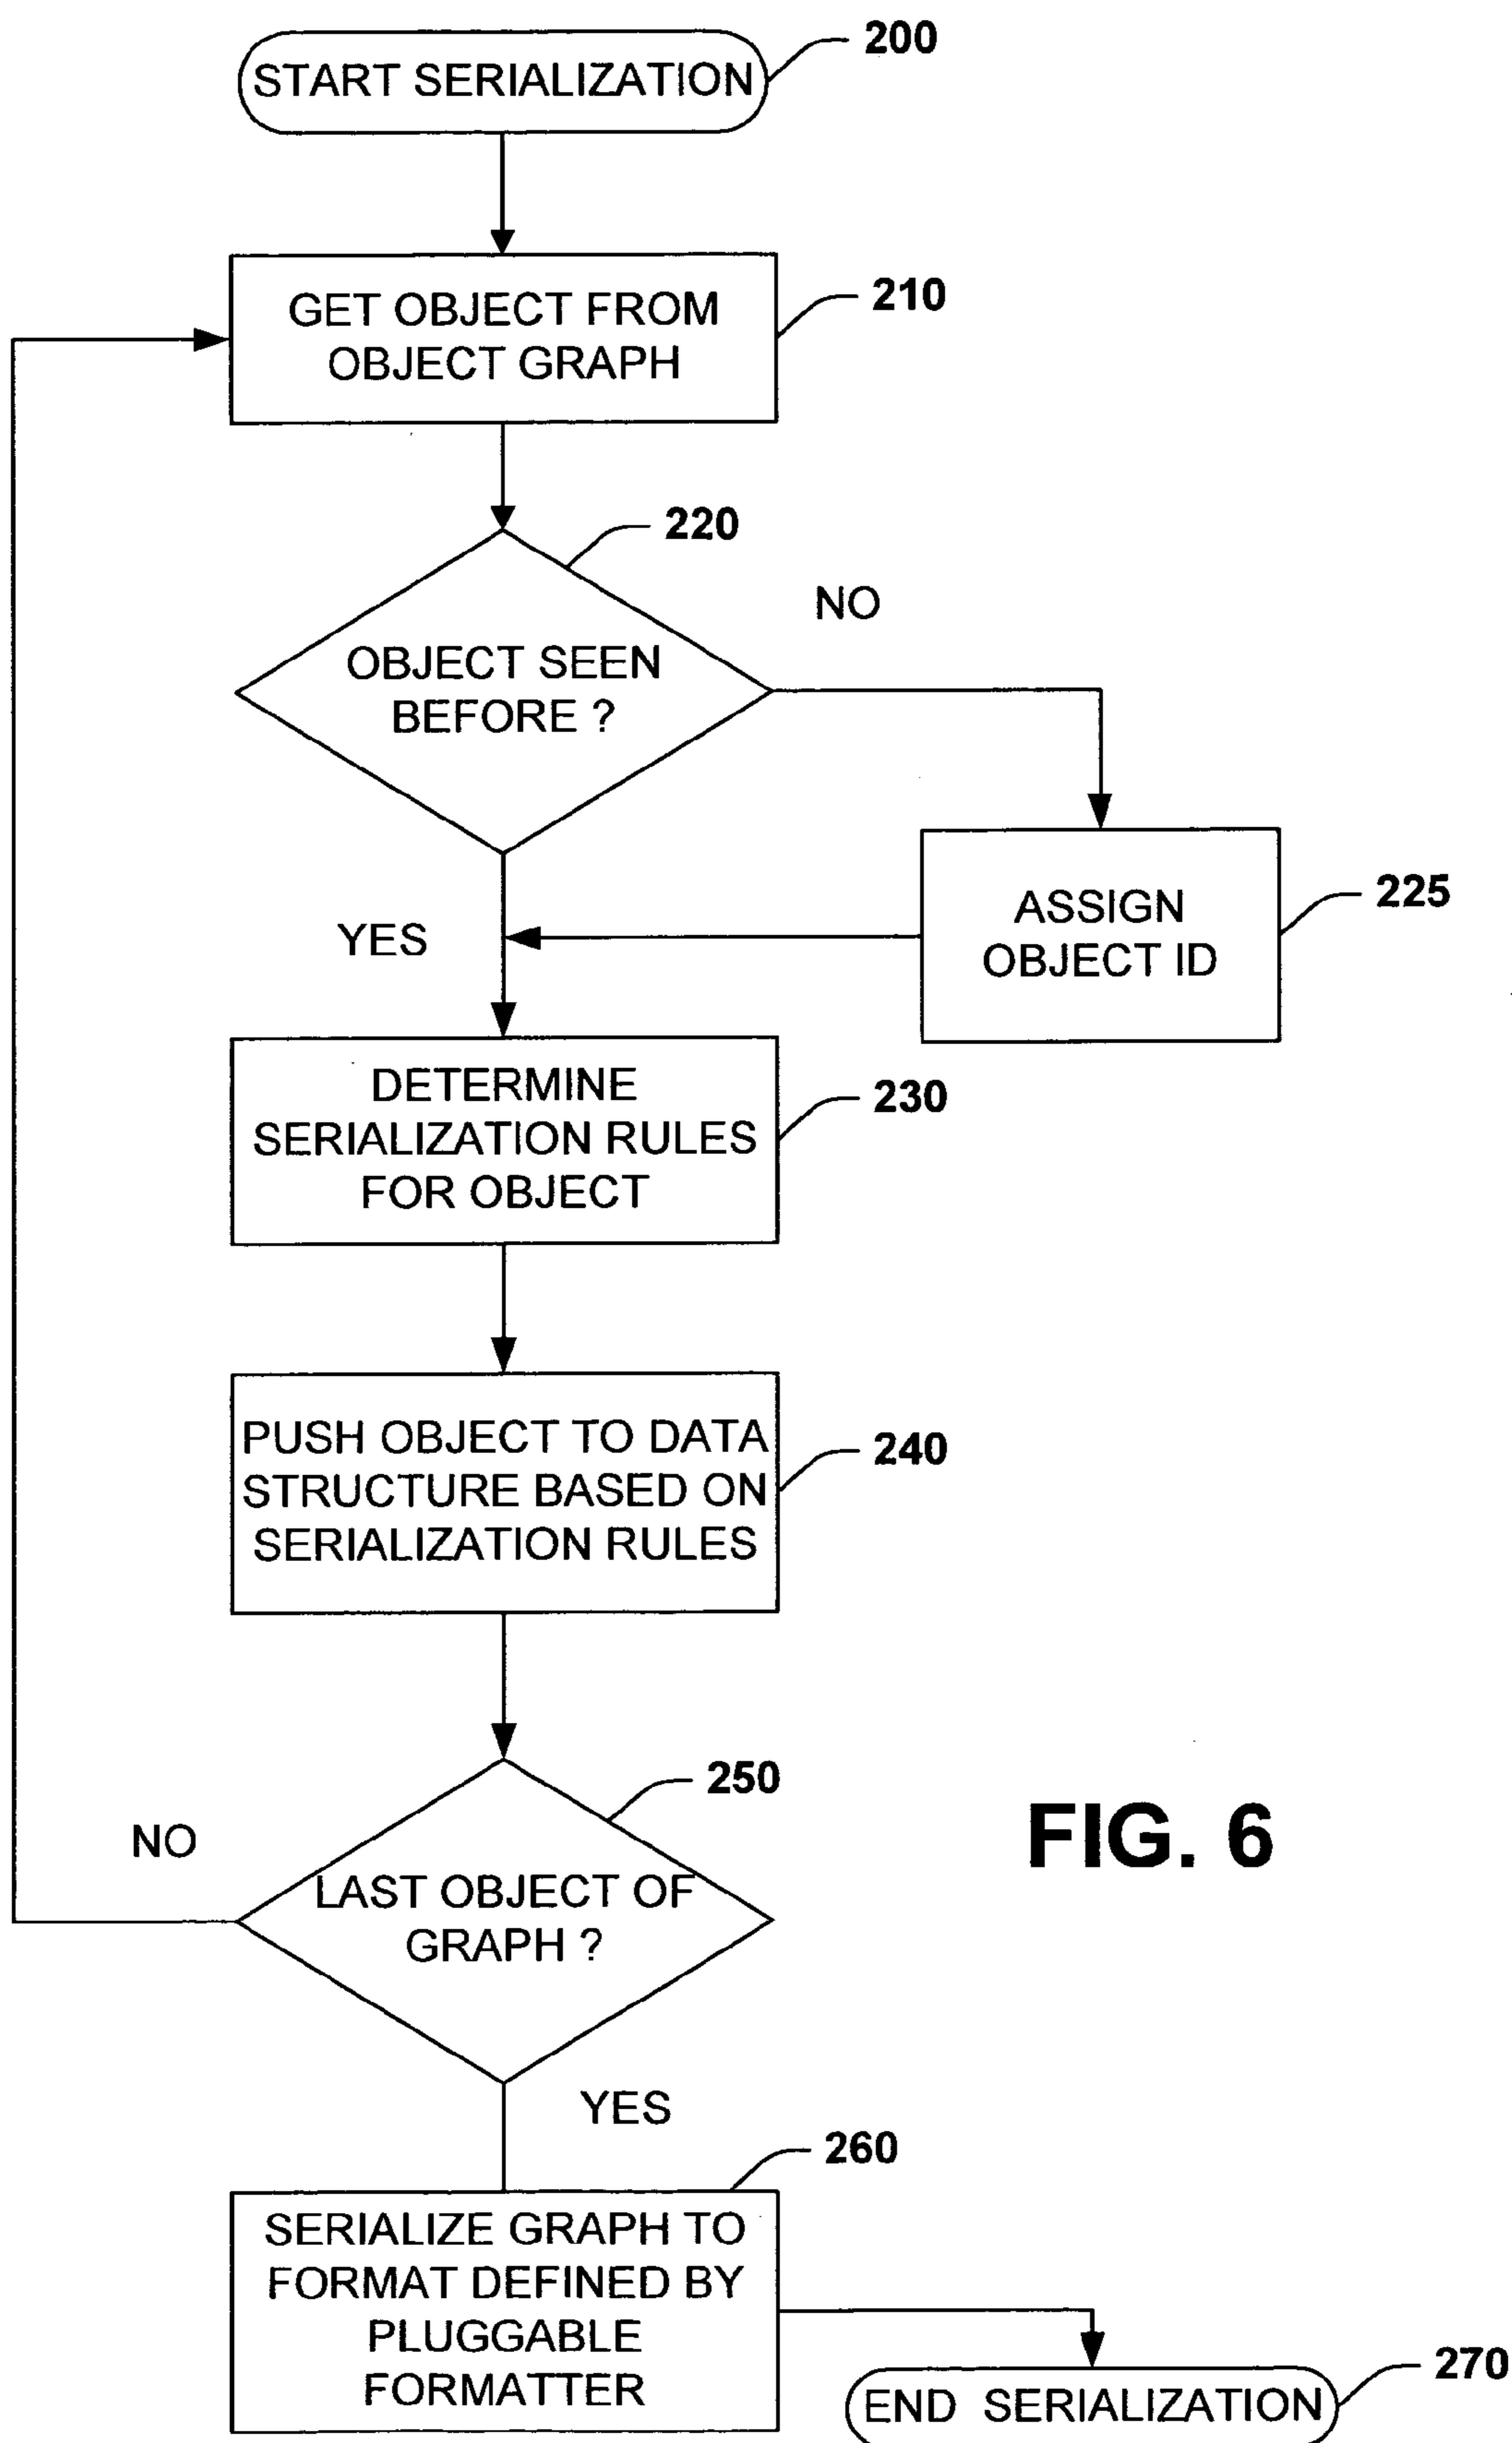 START SERIALIZATION
200
GET OBJECT FROM
OBJECT GRAPH
210
220
NO
OBJECT SEEN
BEFORE ?
ASSIGN
OBJECT ID
225
YES
DETERMINE
SERIALIZATION RULES
FOR OBJECT
230
PUSH OBJECT TO DATA
STRUCTURE BASED ON
SERIALIZATION RULES
240
250
NO
LAST OBJECT OF
GRAPH ?
FIG. 6
YES
260
SERIALIZE GRAPH TO
FORMAT DEFINED BY
PLUGGABLE
FORMATTER
270
END SERIALIZATION